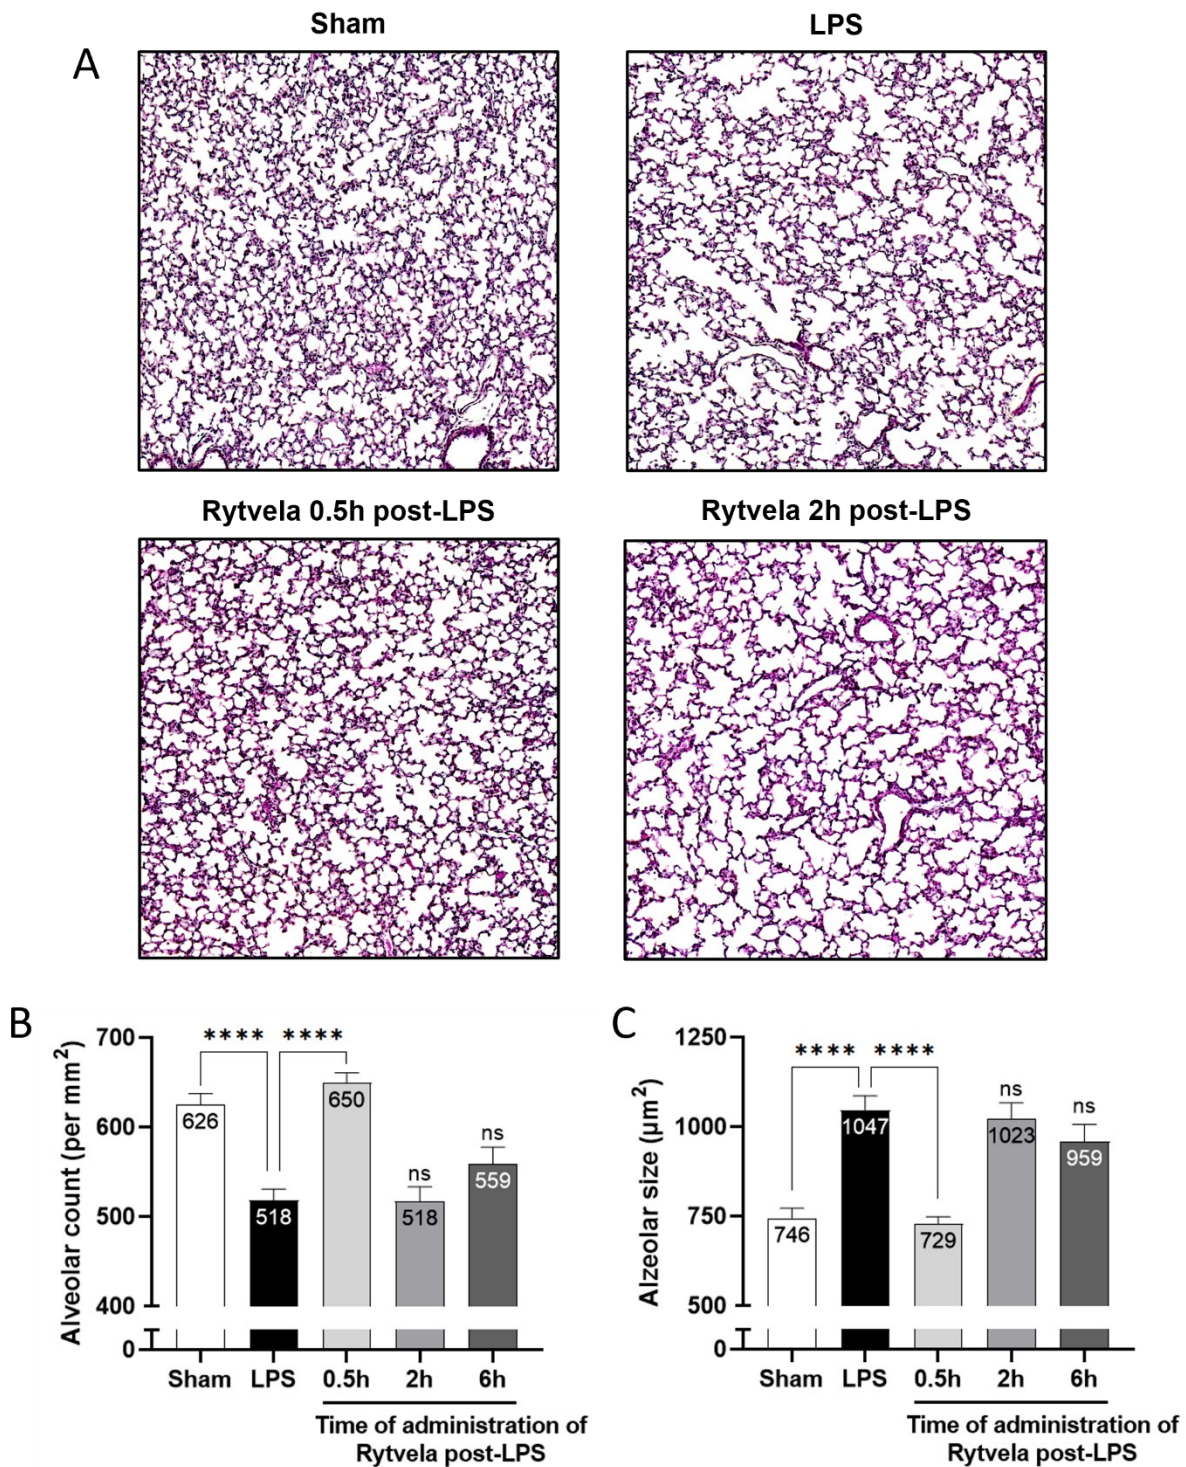 Sham
LPS
A
Rytvela 0.5h post-LPS
Rytvela 2h post-LPS
B
Alveolar count (per mm²)
700
600
500
400
0
****
****
626
518
650
ns
518
ns
559
Sham
LPS
0.5h
2h
6h
Time of administration of
Rytvela post-LPS
C
Alzeolar size (µm²)
1250
1000
750
500
0
****
****
746
1047
729
ns
1023
ns
959
Sham
LPS
0.5h
2h
6h
Time of administration of
Rytvela post-LPS